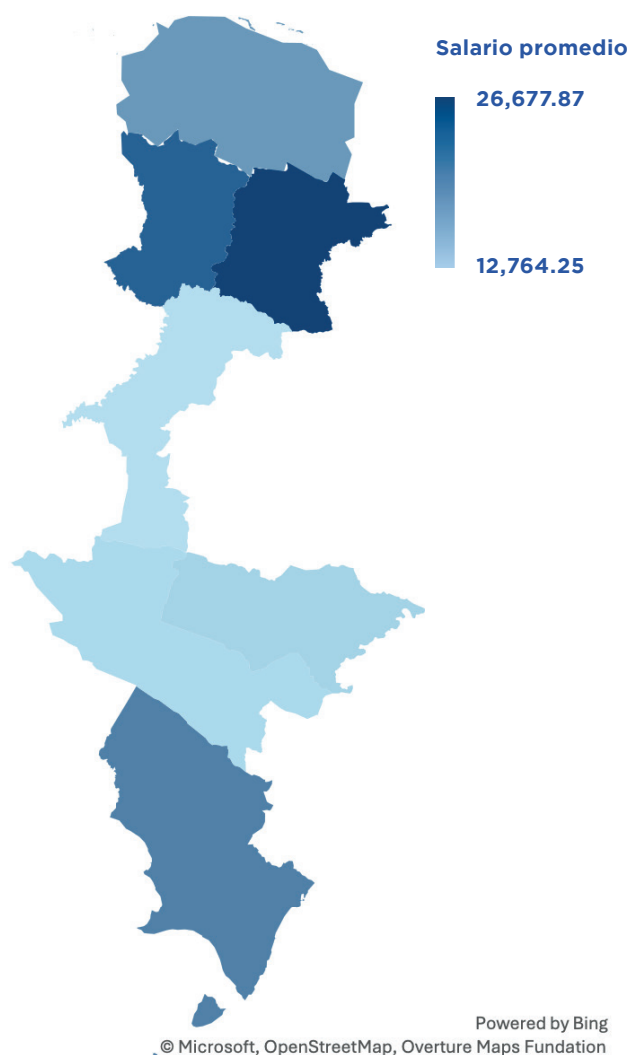 Salario promedio
26,677.87
12,764.25
Powered by Bing
© Microsoft, OpenStreetMap, Overture Maps Fundation